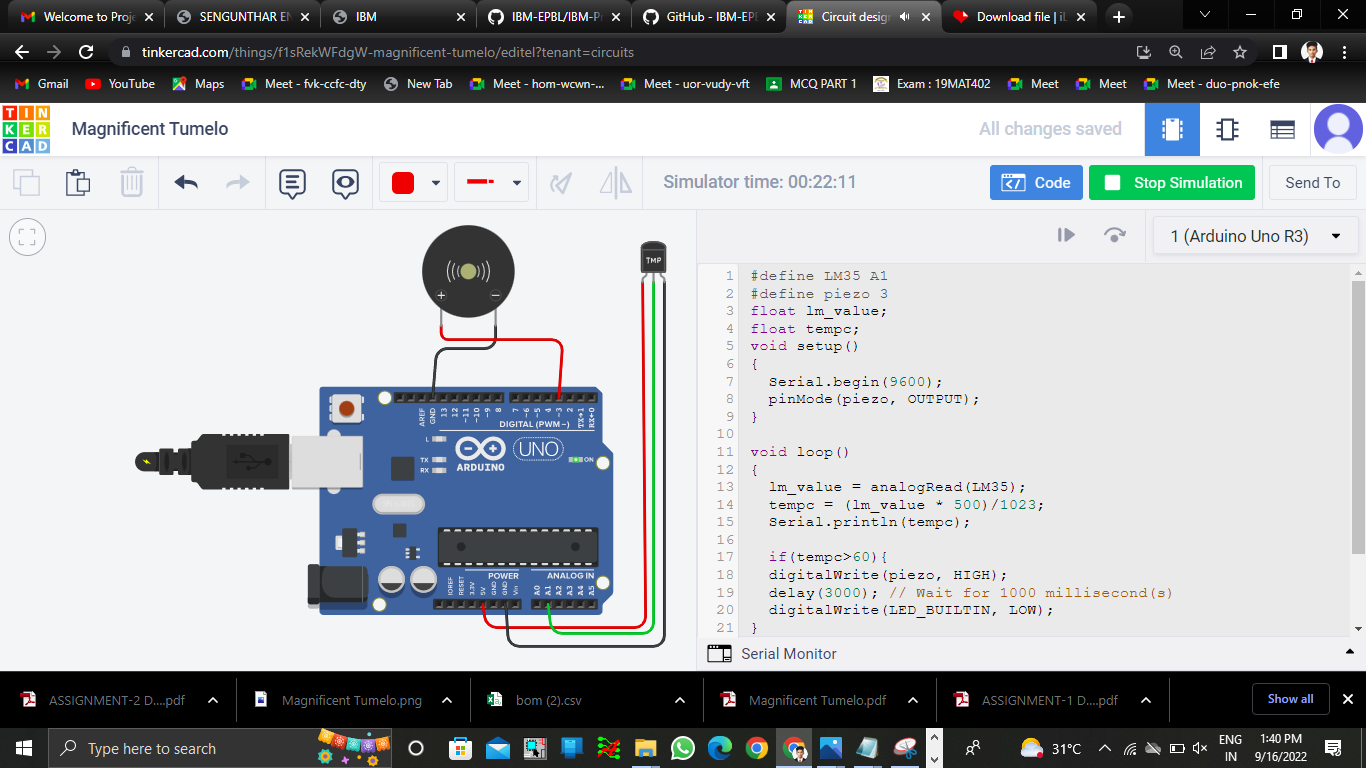 Welcome to Proje
SENGUNTHAR EN
IBM
IBM-EPBL/IBM-Pr
GitHub - IBM-EPB
Circuit design
Download file | iL
tinkercad.com/things/f1sRekWFdgW-magnificent-tumelo/editel?tenant=circuits
Gmail
YouTube
Maps
Meet - fvk-ccfc-dty
New Tab
Meet - hom-wcwn-...
Meet - uor-vudy-vft
MCQ PART 1
Exam : 19MAT402
Meet
Meet
Meet - duo-pnok-efe
TIN
KER
CAD
Magnificent Tumelo
All changes saved
Simulator time: 00:22:11
Code
Stop Simulation
Send To
1 (Arduino Uno R3)
TMP
AREF
GND
13
12
~11
~10
~9
8
7
~6
~5
4
~3
2
TX→1
RX←0
DIGITAL (PWM~)
L
TX
RX
ARDUINO
UNO
ON
POWER
ANALOG IN
IOREF
RESET
3.3V
5V
GND
GND
Vin
A0
A1
A2
A3
A4
A5
1 #define LM35 A1
2 #define piezo 3
3 float lm_value;
4 float tempc;
5 void setup()
6 {
7 Serial.begin(9600);
8 pinMode(piezo, OUTPUT);
9 }
10
11 void loop()
12 {
13 lm_value = analogRead(LM35);
14 tempc = (lm_value * 500)/1023;
15 Serial.println(tempc);
16
17 if(tempc>60){
18 digitalWrite(piezo, HIGH);
19 delay(3000); // Wait for 1000 millisecond(s)
20 digitalWrite(LED_BUILTIN, LOW);
21 }
Serial Monitor
ASSIGNMENT-2 D....pdf
Magnificent Tumelo.png
bom (2).csv
Magnificent Tumelo.pdf
ASSIGNMENT-1 D....pdf
Show all
Type here to search
31°C
ENG
IN
1:40 PM
9/16/2022